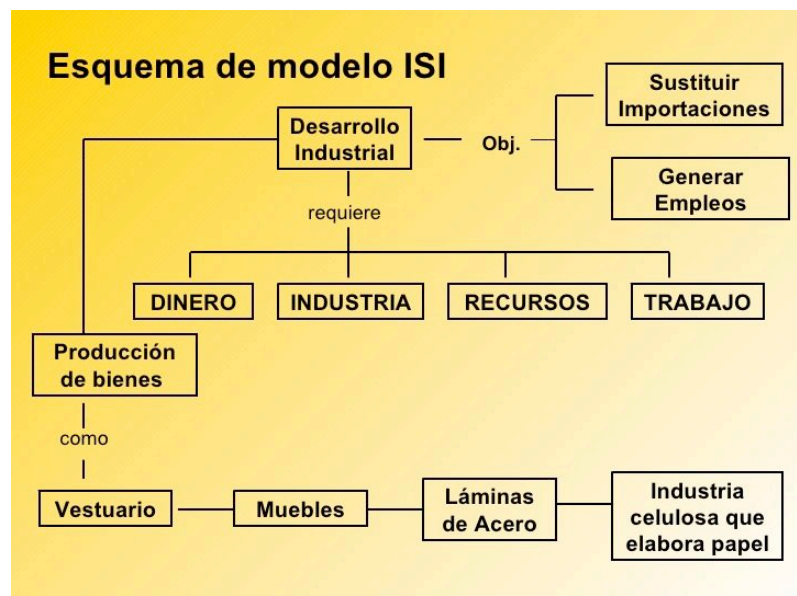 Esquema de modelo ISI
Sustituir
Importaciones
Desarrollo
Industrial
Obj.
Generar
Empleos
requiere
DINERO
INDUSTRIA
RECURSOS
TRABAJO
Producción
de bienes
como
Vestuario
Muebles
Láminas
de Acero
Industria
celulosa que
elabora papel